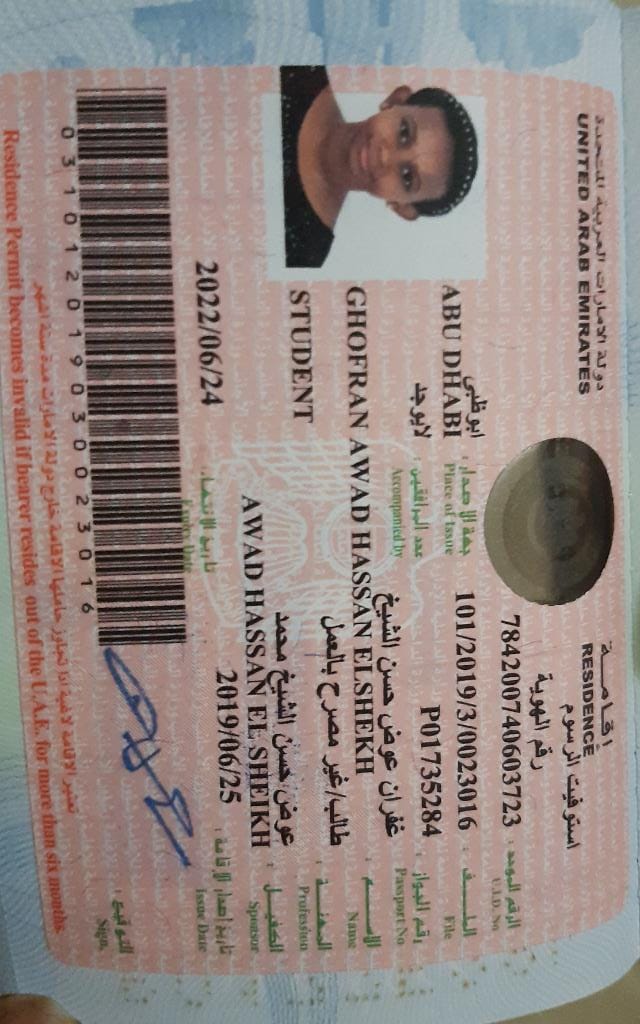 دولة الإمارات العربية المتحدة
UNITED ARAB EMIRATES
إقامة
RESIDENCE
استوفيت الرسوم
رقم الهوية
784200740603723
الرقم الموحد :
U.I.D. No
ابوظبي
ABU DHABI
جهة الإصدار :
Place of Issue
101/2019/3/0023016
الملف :
File
لايوجد
عدد المرافقين :
Accompanied by
P01735284
رقم الجواز :
Passport No
غفران عوض حسن الشيخ
GHOFRAN AWAD HASSAN ELSHEKH
الاسم :
Name
طالب/غير مصرح بالعمل
STUDENT
المهنة :
Profession
عوض حسن الشيخ محمد
AWAD HASSAN EL SHEIKH
الكفيل :
Sponsor
2022/06/24
تاريخ الانتهاء :
Expiry Date
2019/06/25
تاريخ إصدار الإقامة :
Issue Date
031012019030023016
التوقيع :
Sign.
تعتبر الإقامة لاغية إذا تجاوز حاملها الإقامة خارج دولة الإمارات مدة ستة أشهر
Residence Permit becomes invalid if bearer resides out of the U.A.E. for more than six months.